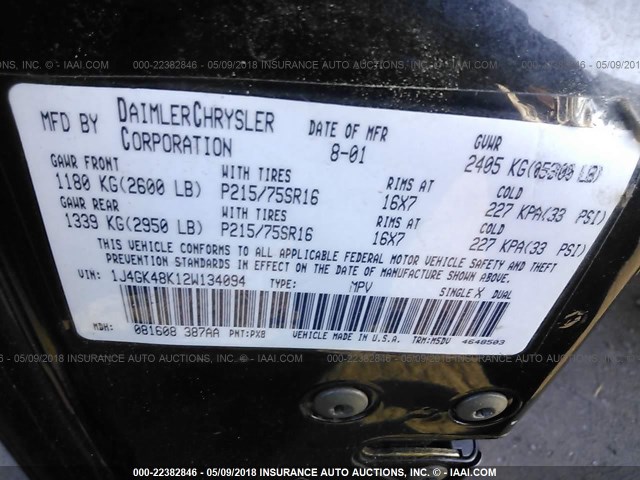 000-22382846 - 05/09/2018 INSURANCE AUTO AUCTIONS, INC. - © - IAAI.COM
MFD BY DAIMLERCHRYSLER CORPORATION
DATE OF MFR 8-01
GVWR 2405 KG(05300 LB)
GAWR FRONT WITH TIRES RIMS AT COLD
1180 KG(2600 LB) P215/75SR16 16X7 227 KPA(33 PSI)
GAWR REAR WITH TIRES RIMS AT COLD
1339 KG(2950 LB) P215/75SR16 16X7 227 KPA(33 PSI)
THIS VEHICLE CONFORMS TO ALL APPLICABLE FEDERAL MOTOR VEHICLE SAFETY AND THEFT
PREVENTION STANDARDS IN EFFECT ON THE DATE OF MANUFACTURE SHOWN ABOVE.
VIN: 1J4GK48K12W134094 TYPE: MPV SINGLE X DUAL
MDH: 081608 387AA PNT:PXB VEHICLE MADE IN U.S.A. TRM:MSDV 4648503
000-22382846 - 05/09/2018 INSURANCE AUTO AUCTIONS, INC. - © - IAAI.COM